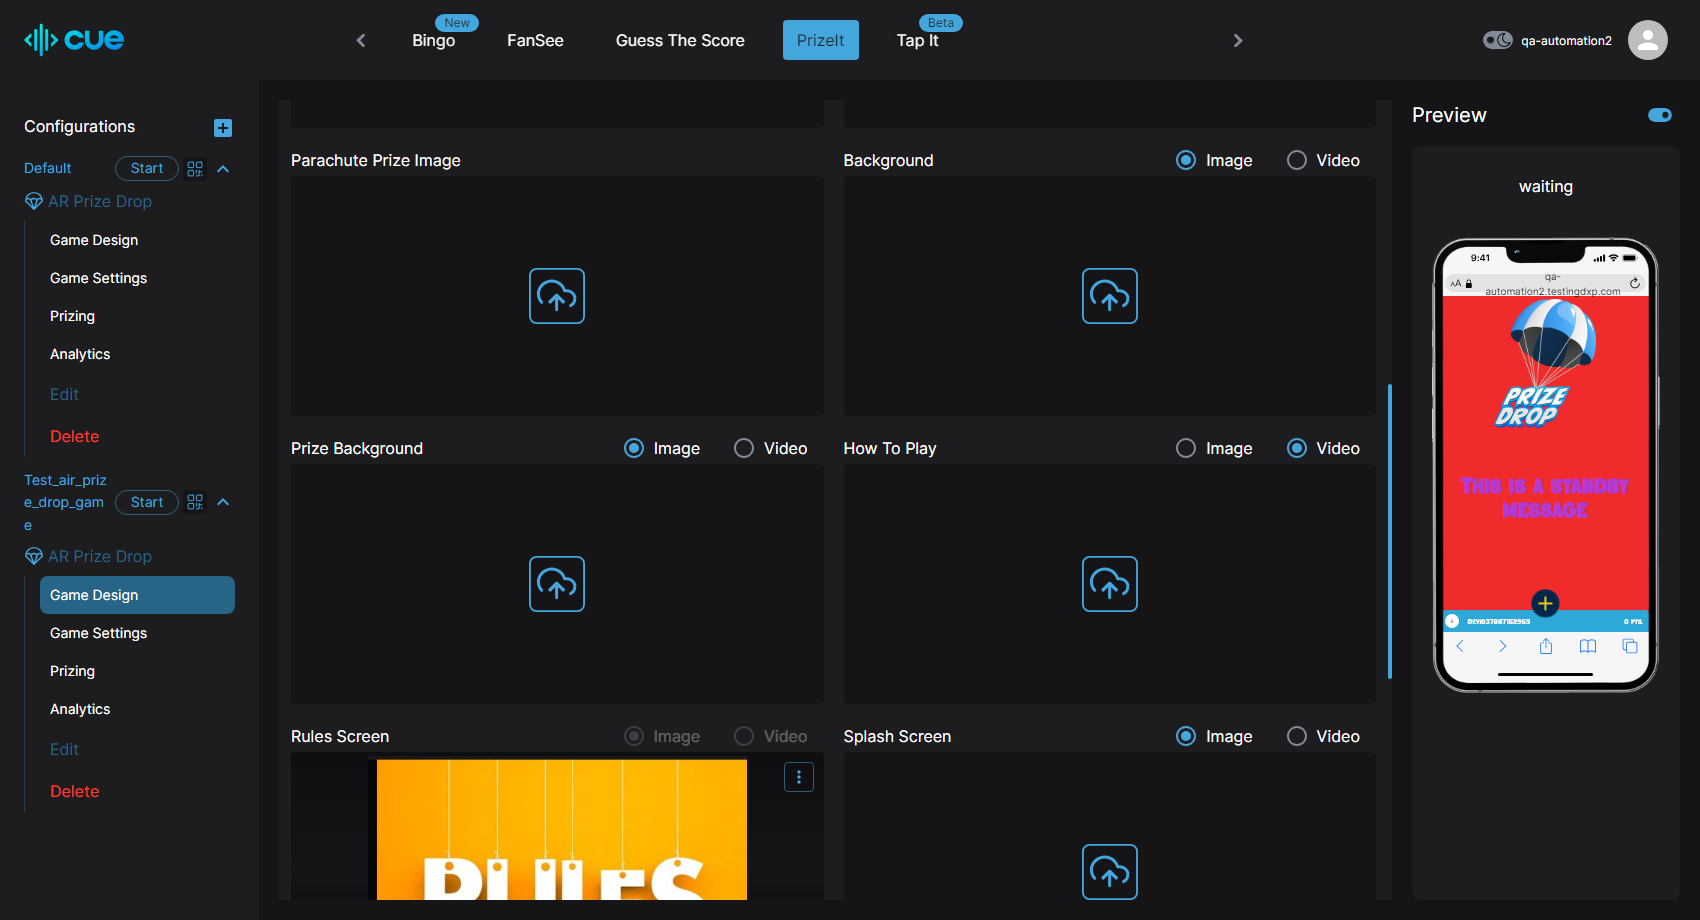 cue
New
Bingo
FanSee
Guess The Score
PrizeIt
Beta
Tap It
qa-automation2
Configurations
Default
Start
AR Prize Drop
Game Design
Game Settings
Prizing
Analytics
Edit
Delete
Test_air_priz
e_drop_gam
e
Start
AR Prize Drop
Game Design
Game Settings
Prizing
Analytics
Edit
Delete
Parachute Prize Image
Background
Image
Video
Prize Background
Image
Video
How To Play
Image
Video
Rules Screen
Image
Video
Splash Screen
Image
Video
RULES
Preview
waiting
9:41
AA
qa-
automation2.testingdxp.com
PRIZE
DROP
THIS IS A STANDBY
MESSAGE
0 PTS.